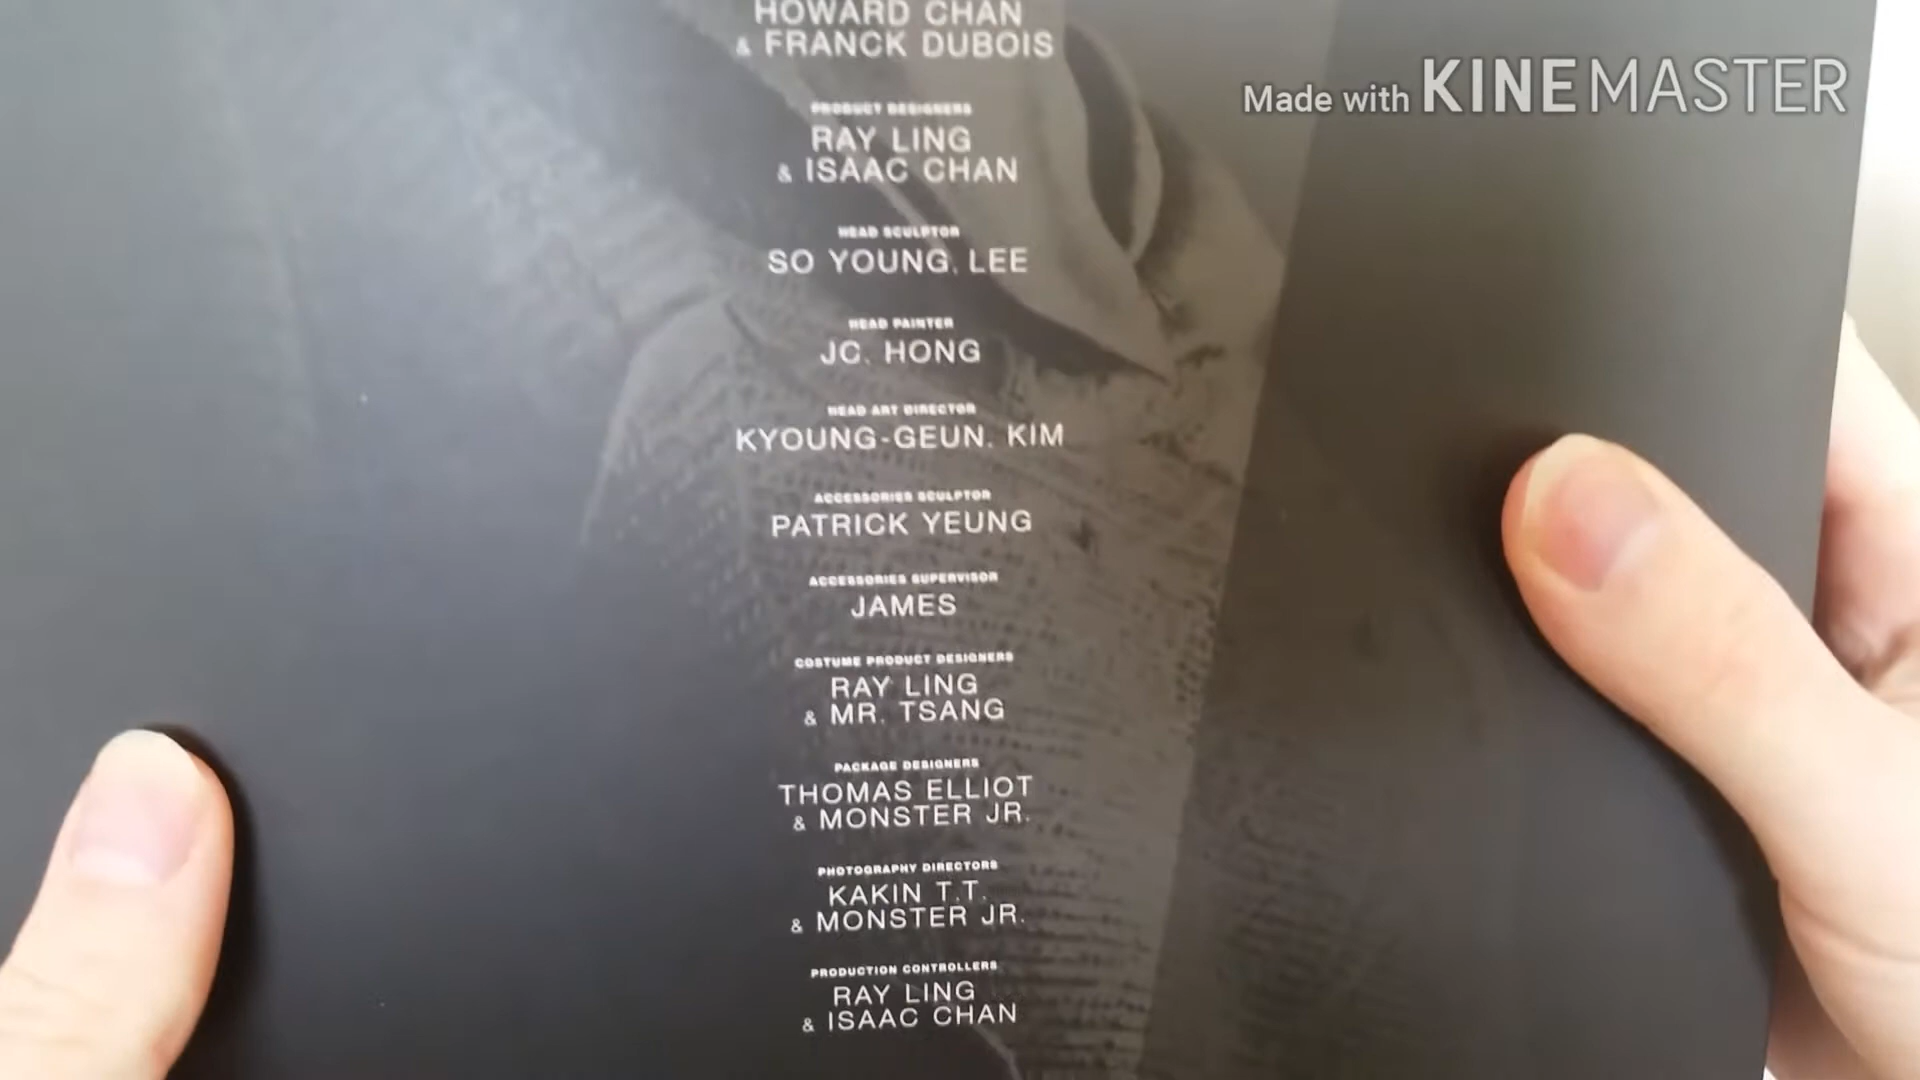 HOWARD CHAN
& FRANCK DUBOIS
Made with KINEMASTER
PRODUCT DESIGNERS
RAY LING
& ISAAC CHAN
HEAD SCULPTOR
SO YOUNG, LEE
HEAD PAINTER
JC. HONG
HEAD ART DIRECTOR
KYOUNG-GEUN. KIM
ACCESSORIES SCULPTOR
PATRICK YEUNG
ACCESSORIES SUPERVISOR
JAMES
COSTUME PRODUCT DESIGNERS
RAY LING
& MR. TSANG
PACKAGE DESIGNERS
THOMAS ELLIOT
& MONSTER JR.
PHOTOGRAPHY DIRECTORS
KAKIN T.T.
& MONSTER JR.
PRODUCTION CONTROLLERS
RAY LING
& ISAAC CHAN